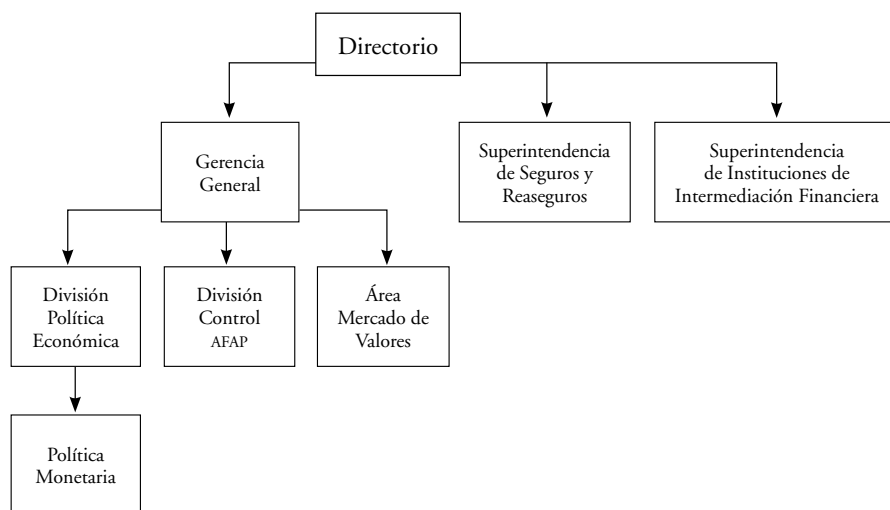 Directorio
Gerencia
General
Superintendencia
de Seguros y
Reaseguros
Superintendencia
de Instituciones de
Intermediación Financiera
División
Política
Económica
División
Control
AFAP
Área
Mercado de
Valores
Política
Monetaria